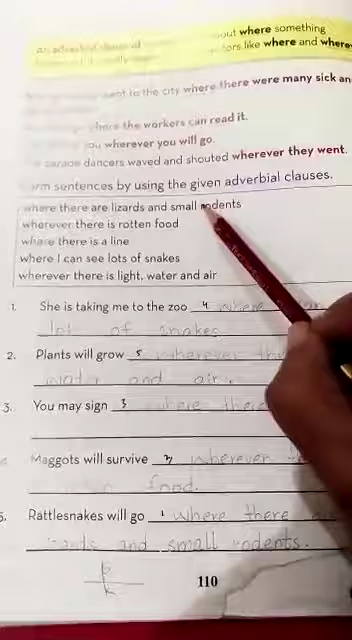 An adverbial clause of out where something
tors like where and where
went to the city where there were many sick an
where the workers can read it.
you wherever you will go.
parade dancers waved and shouted wherever they went.
orm sentences by using the given adverbial clauses.
where there are lizards and small rodents
wherever there is rotten food
where there is a line
where I can see lots of snakes
wherever there is light, water and air
1. She is taking me to the zoo 4 where
lot of snakes
2. Plants will grow 5 wherever the
water and air.
3. You may sign 3 where there
Maggots will survive 2 wherever
food.
5. Rattlesnakes will go 1 where there
and small rodents.
110